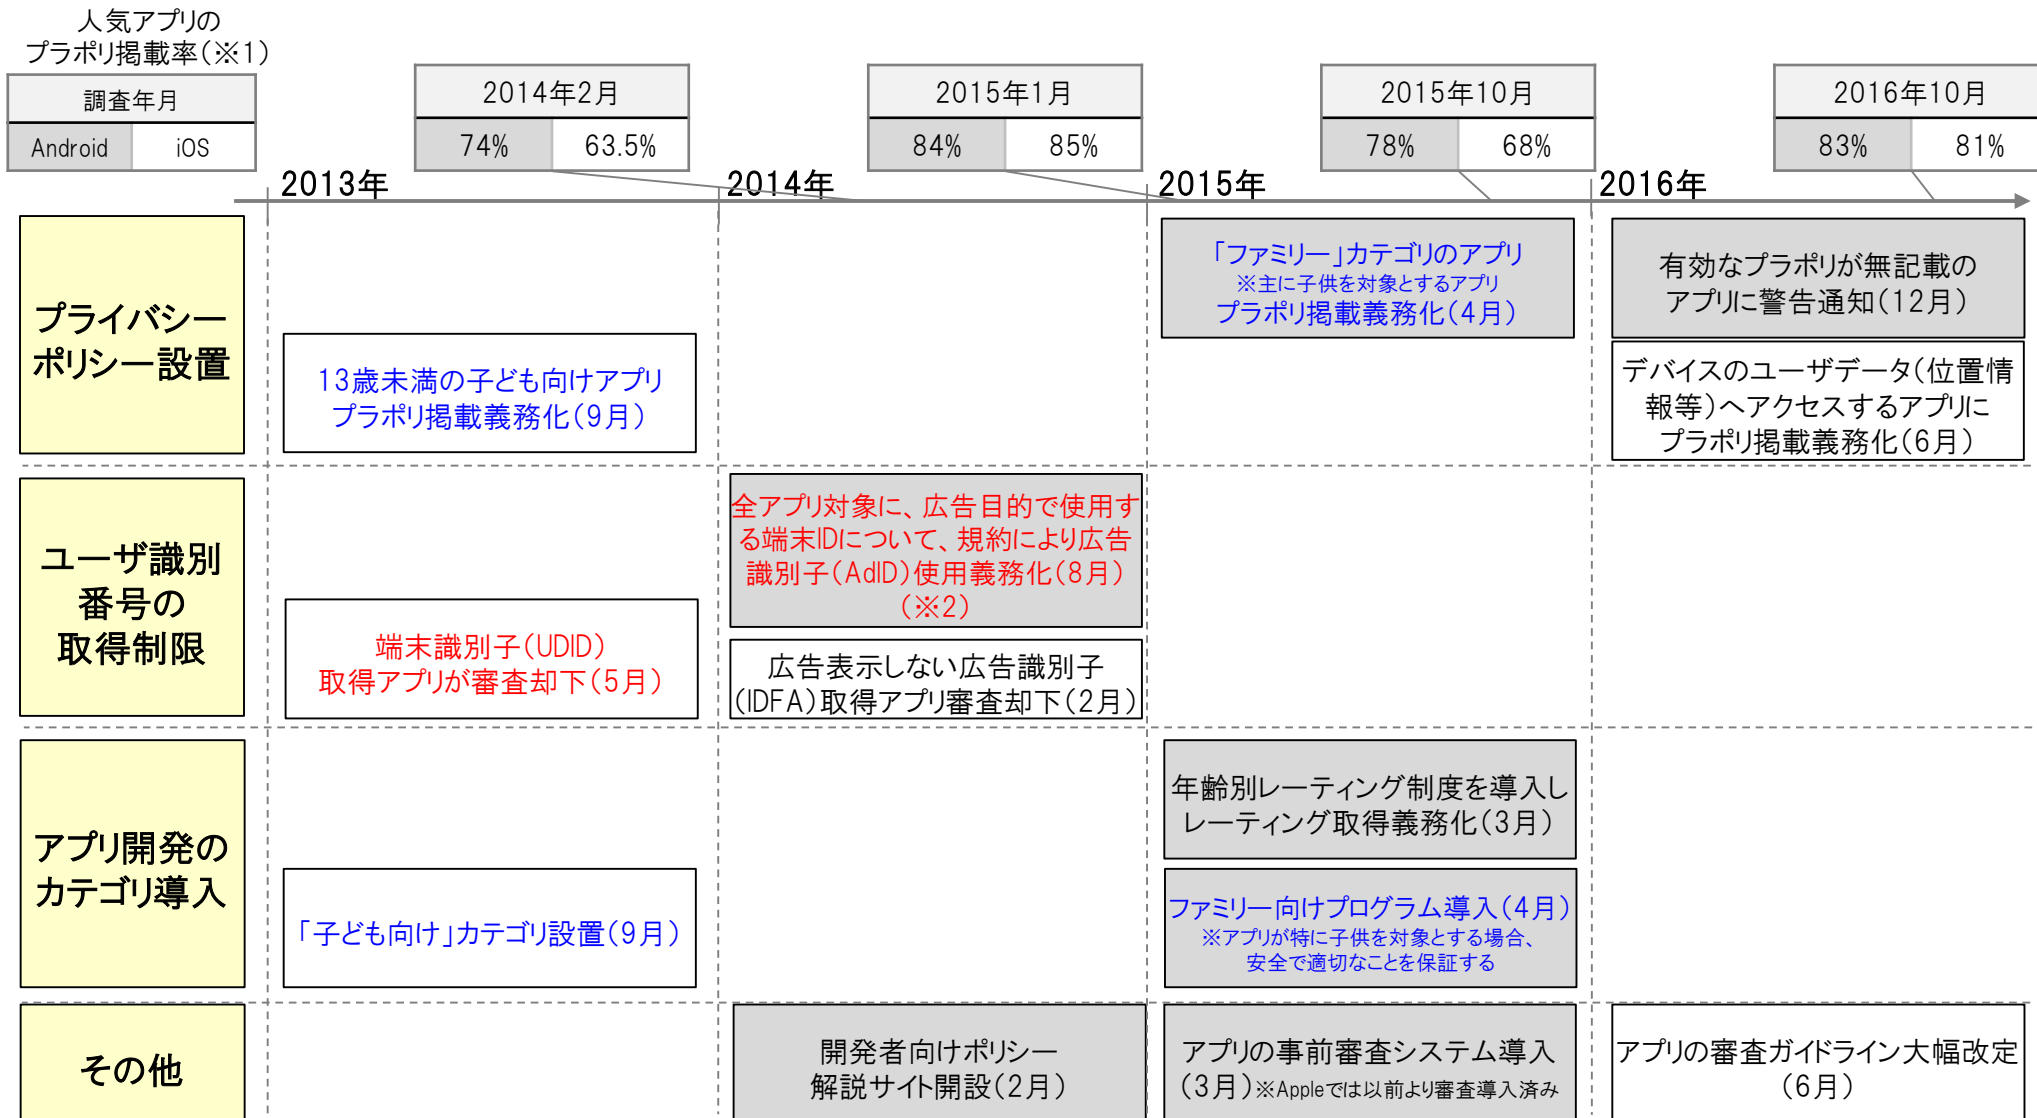 人気アプリの
プラポリ掲載率(※1)
調査年月
Android iOS
2014年2月
74% 63.5%
2015年1月
84% 85%
2015年10月
78% 68%
2016年10月
83% 81%
2013年
2014年
2015年
2016年
プライバシー
ポリシー設置
13歳未満の子ども向けアプリ
プラポリ掲載義務化(9月)
「ファミリー」カテゴリのアプリ
※主に子供を対象とするアプリ
プラポリ掲載義務化(4月)
有効なプラポリが無記載の
アプリに警告通知(12月)
デバイスのユーザデータ(位置情
報等)へアクセスするアプリに
プラポリ掲載義務化(6月)
ユーザ識別
番号の
取得制限
端末識別子(UDID)
取得アプリが審査却下(5月)
全アプリ対象に、広告目的で使用す
る端末IDについて、規約により広告
識別子(AdID)使用義務化(8月)
(※2)
広告表示しない広告識別子
(IDFA)取得アプリ審査却下(2月)
アプリ開発の
カテゴリ導入
「子ども向け」カテゴリ設置(9月)
年齢別レーティング制度を導入し
レーティング取得義務化(3月)
ファミリー向けプログラム導入(4月)
※アプリが特に子供を対象とする場合、
安全で適切なことを保証する
その他
開発者向けポリシー
解説サイト開設(2月)
アプリの事前審査システム導入
(3月)※Appleでは以前より審査導入済み
アプリの審査ガイドライン大幅改定
(6月)